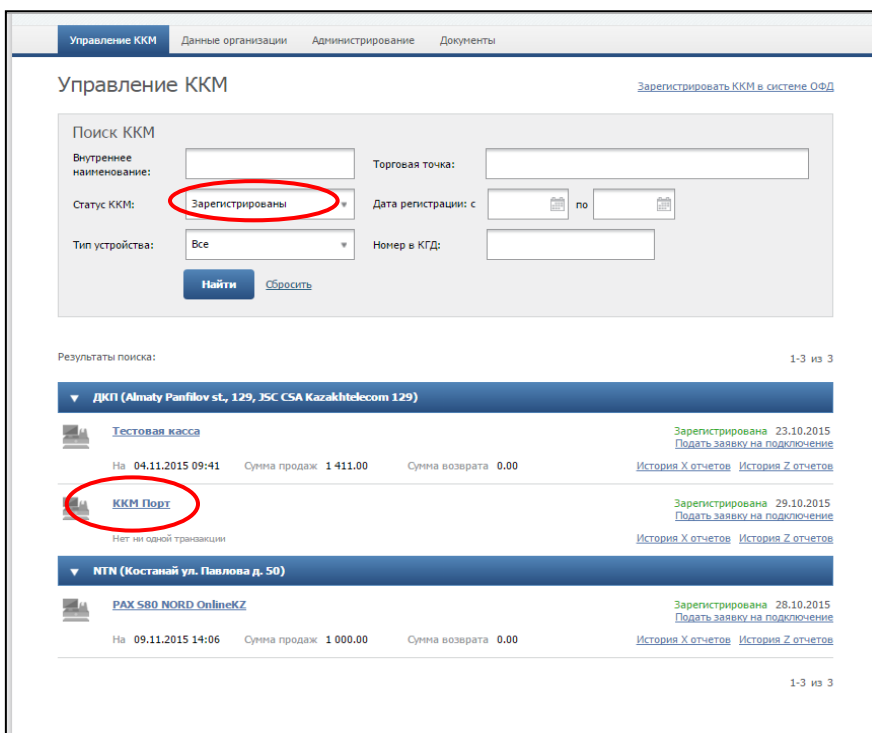 Управление ККМ Данные организации Администрирование Документы
Управление ККМ
Зарегистрировать ККМ в системе ОФД
Поиск ККМ
Внутреннее наименование:
Торговая точка:
Статус ККМ: Зарегистрированы Дата регистрации: с по
Тип устройства: Все Номер в КГД:
Найти Сбросить
Результаты поиска: 1-3 из 3
ДКП (Almaty Panfilov st., 129, JSC CSA Kazakhtelecom 129)
Тестовая касса Зарегистрирована 23.10.2015
Подать заявку на подключение
На 04.11.2015 09:41 Сумма продаж 1 411.00 Сумма возврата 0.00 История X отчетов История Z отчетов
ККМ Порт Зарегистрирована 29.10.2015
Подать заявку на подключение
Нет ни одной транзакции История X отчетов История Z отчетов
NTN (Костанай ул. Павлова д. 50)
PAX S80 NORD OnlineKZ Зарегистрирована 28.10.2015
Подать заявку на подключение
На 09.11.2015 14:06 Сумма продаж 1 000.00 Сумма возврата 0.00 История X отчетов История Z отчетов
1-3 из 3